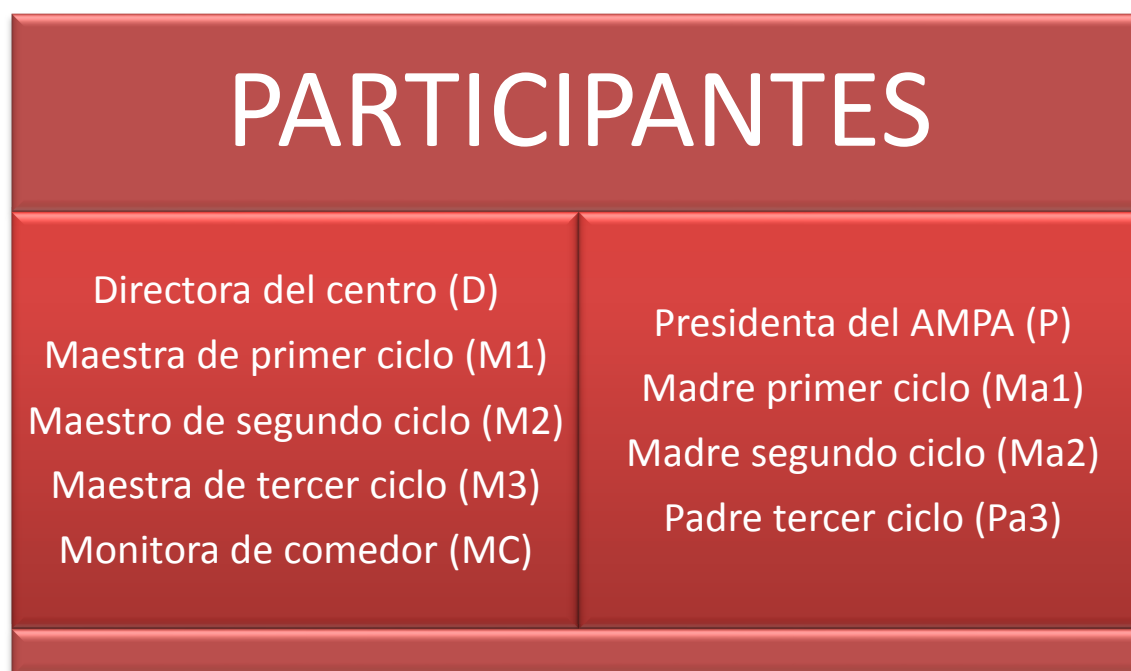 PARTICIPANTES
Directora del centro (D)
Maestra de primer ciclo (M1)
Maestro de segundo ciclo (M2)
Maestra de tercer ciclo (M3)
Monitora de comedor (MC)
Presidenta del AMPA (P)
Madre primer ciclo (Ma1)
Madre segundo ciclo (Ma2)
Padre tercer ciclo (Pa3)